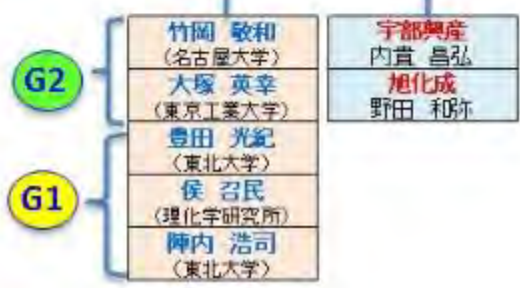 G2
竹岡 敬和
(名古屋大学)
大塚 英幸
(東京工業大学)
G1
豊田 光紀
(東北大学)
侯 召民
(理化学研究所)
陣内 浩司
(東北大学)
宇部興産
内貴 昌弘
旭化成
野田 和弥